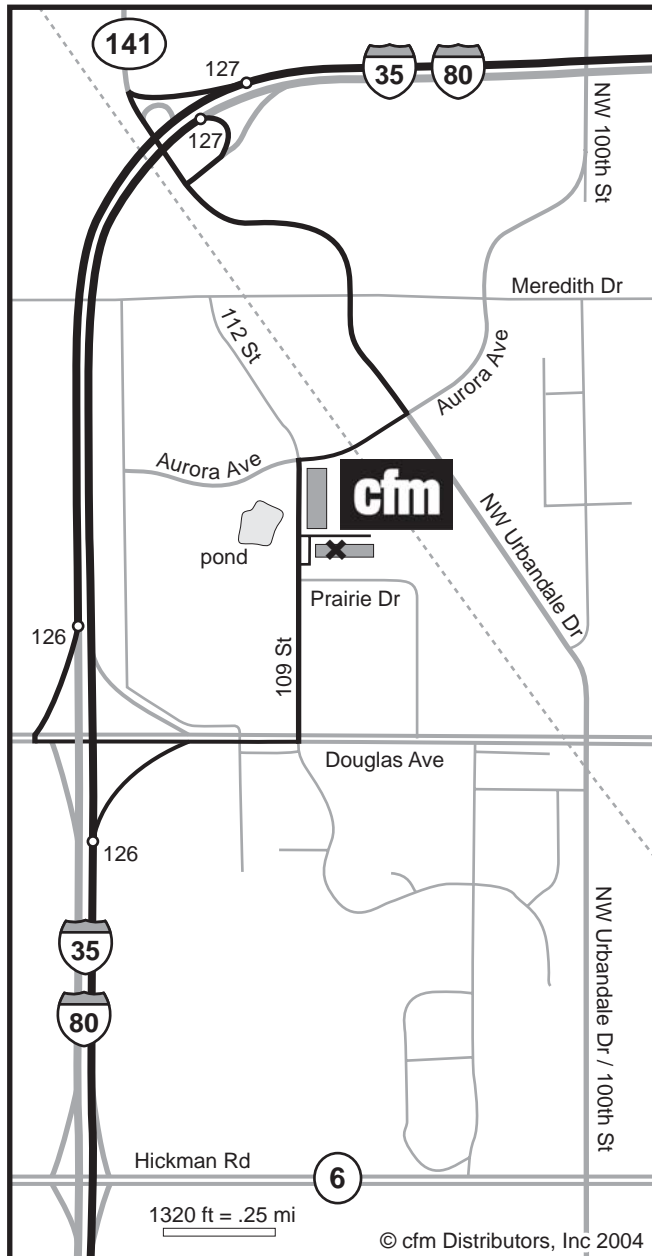 141
127
35
80
127
NW 100th St
Meredith Dr
112 St
Aurora Ave
Aurora Ave
cfm
NW Urbandale Dr
pond
Prairie Dr
126
109 St
Douglas Ave
126
35
80
NW Urbandale Dr / 100th St
Hickman Rd
6
1320 ft = .25 mi
© cfm Distributors, Inc 2004